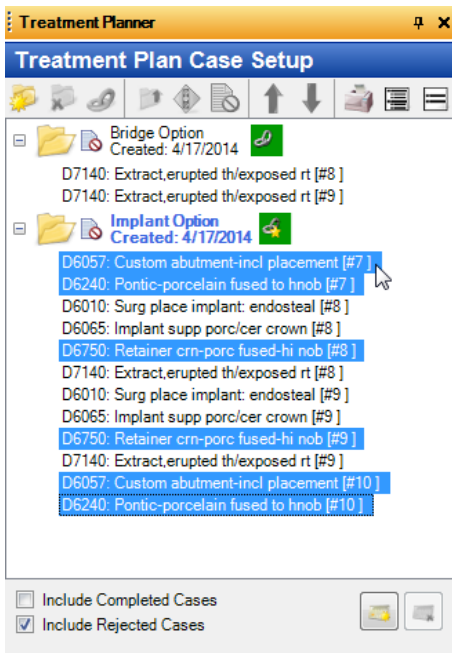 Treatment Planner
Treatment Plan Case Setup
Bridge Option
Created: 4/17/2014
D7140: Extract,erupted th/exposed rt [#8 ]
D7140: Extract,erupted th/exposed rt [#9 ]
Implant Option
Created: 4/17/2014
D6057: Custom abutment-incl placement [#7 ]
D6240: Pontic-porcelain fused to hnob [#7 ]
D6010: Surg place implant: endosteal [#8 ]
D6065: Implant supp porc/cer crown [#8 ]
D6750: Retainer crn-porc fused-hi nob [#8 ]
D7140: Extract,erupted th/exposed rt [#8 ]
D6010: Surg place implant: endosteal [#9 ]
D6065: Implant supp porc/cer crown [#9 ]
D6750: Retainer crn-porc fused-hi nob [#9 ]
D7140: Extract,erupted th/exposed rt [#9 ]
D6057: Custom abutment-incl placement [#10 ]
D6240: Pontic-porcelain fused to hnob [#10 ]
Include Completed Cases
Include Rejected Cases